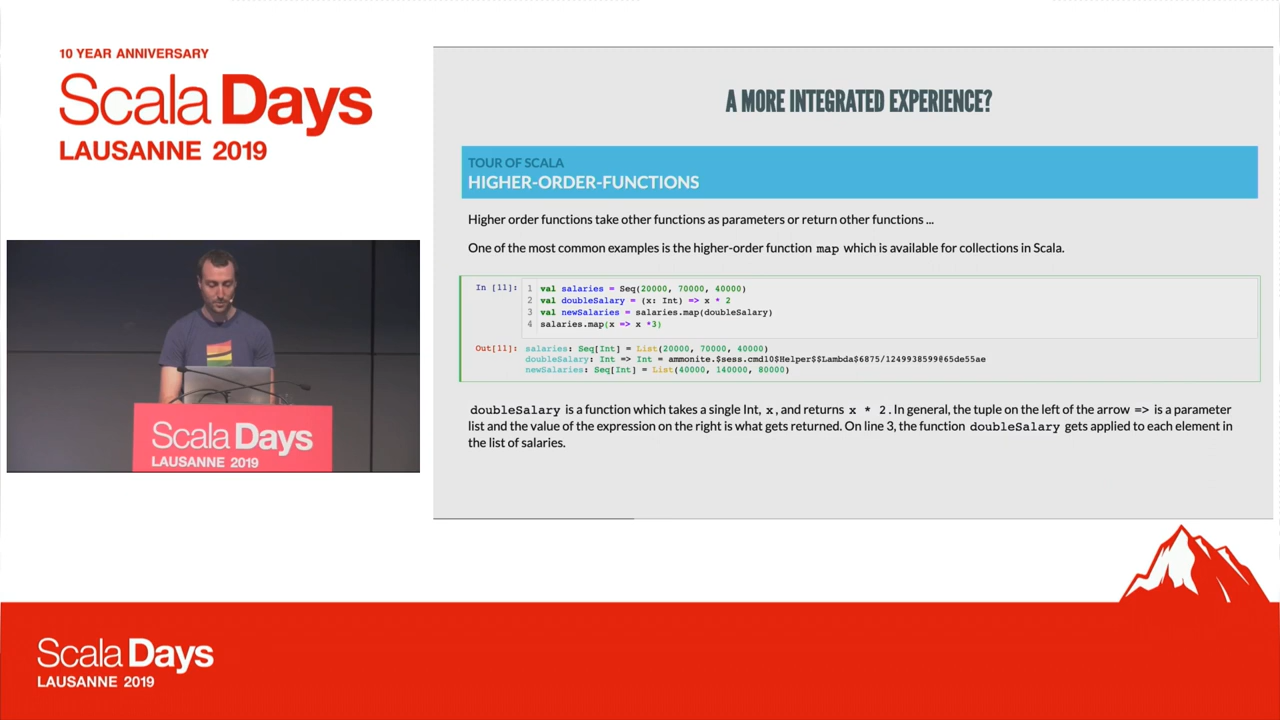 10 YEAR ANNIVERSARY
Scala Days
LAUSANNE 2019
A MORE INTEGRATED EXPERIENCE?
TOUR OF SCALA
HIGHER-ORDER-FUNCTIONS
Higher order functions take other functions as parameters or return other functions ...
One of the most common examples is the higher-order function map which is available for collections in Scala.
In [11]:
1 val salaries = Seq(20000, 70000, 40000)
2 val doubleSalary = (x: Int) => x * 2
3 val newSalaries = salaries.map(doubleSalary)
4 salaries.map(x => x *3)
Out[11]:
salaries: Seq[Int] = List(20000, 70000, 40000)
doubleSalary: Int => Int = ammonite.$sess.cmd10$Helper$$Lambda$6875/1249938599@65de55ae
newSalaries: Seq[Int] = List(40000, 140000, 80000)
doubleSalary is a function which takes a single Int, x, and returns x * 2. In general, the tuple on the left of the arrow => is a parameter
list and the value of the expression on the right is what gets returned. On line 3, the function doubleSalary gets applied to each element in
the list of salaries.
Scala Days
LAUSANNE 2019
Scala Days
LAUSANNE 2019